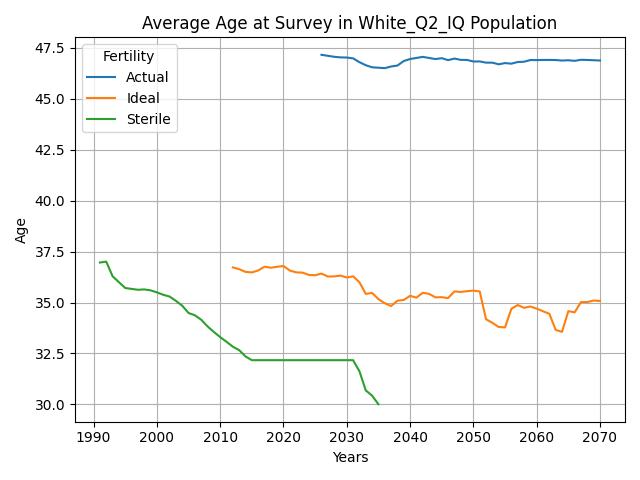 Average Age at Survey in White_Q2_IQ Population
Fertility
Actual
Ideal
Sterile
Age
47.5
45.0
42.5
40.0
37.5
35.0
32.5
30.0
1990 2000 2010 2020 2030 2040 2050 2060 2070
Years